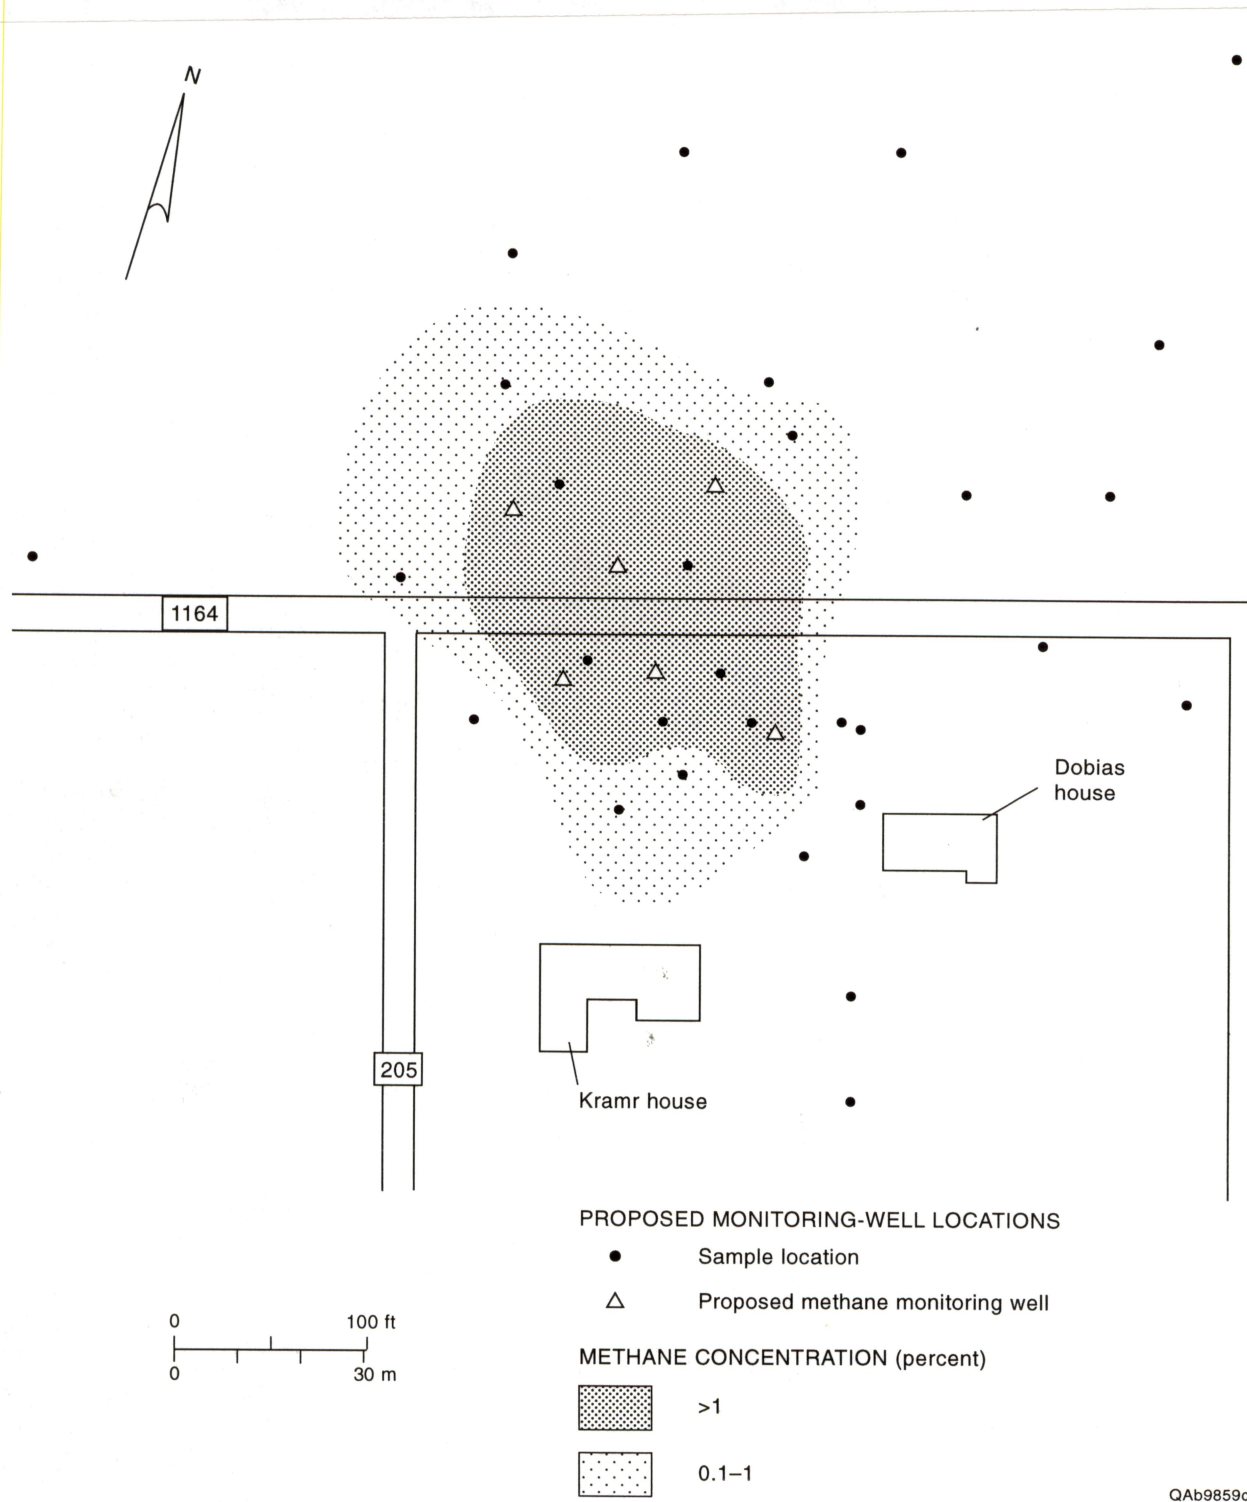 N
1164
Dobias
house
205
Kramr house
PROPOSED MONITORING-WELL LOCATIONS
Sample location
Proposed methane monitoring well
0 100 ft
0 30 m
METHANE CONCENTRATION (percent)
>1
0.1–1
QAb9859c